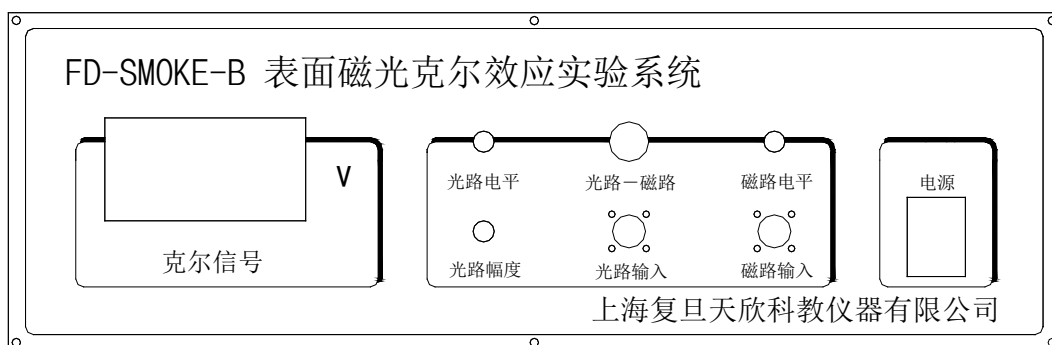 FD-SMOKE-B 表面磁光克尔效应实验系统
V
克尔信号
光路电平 光路－磁路 磁路电平
光路幅度 光路输入 磁路输入
电源
上海复旦天欣科教仪器有限公司